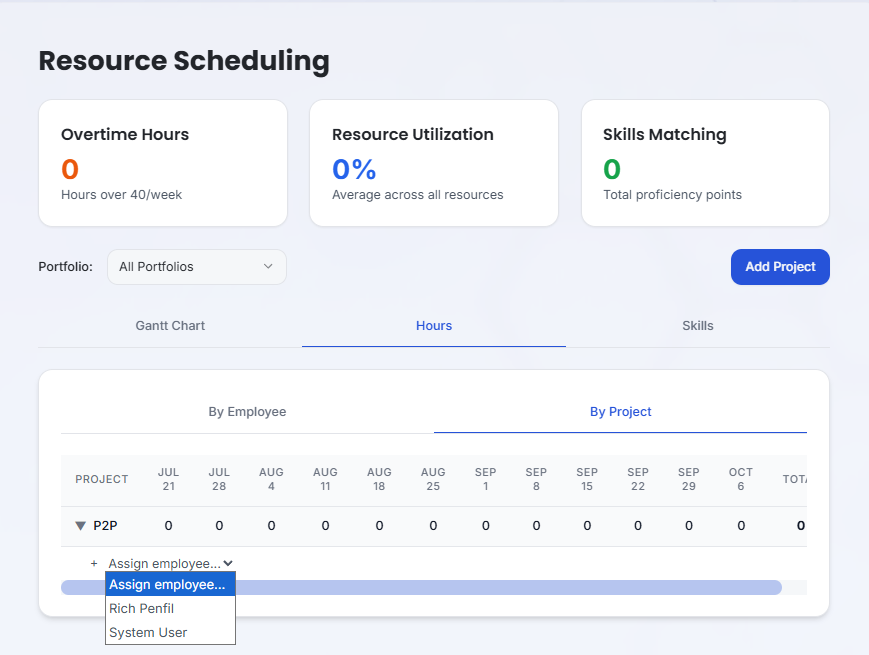 Resource Scheduling
Overtime Hours
0
Hours over 40/week
Resource Utilization
0%
Average across all resources
Skills Matching
0
Total proficiency points
Portfolio: All Portfolios
Add Project
Gantt Chart Hours Skills
By Employee By Project
PROJECT JUL 21 JUL 28 AUG 4 AUG 11 AUG 18 AUG 25 SEP 1 SEP 8 SEP 15 SEP 22 SEP 29 OCT 6
▼ P2P 0 0 0 0 0 0 0 0 0 0 0 0 0
+ Assign employee...
Assign employee...
Rich Penfil
System User